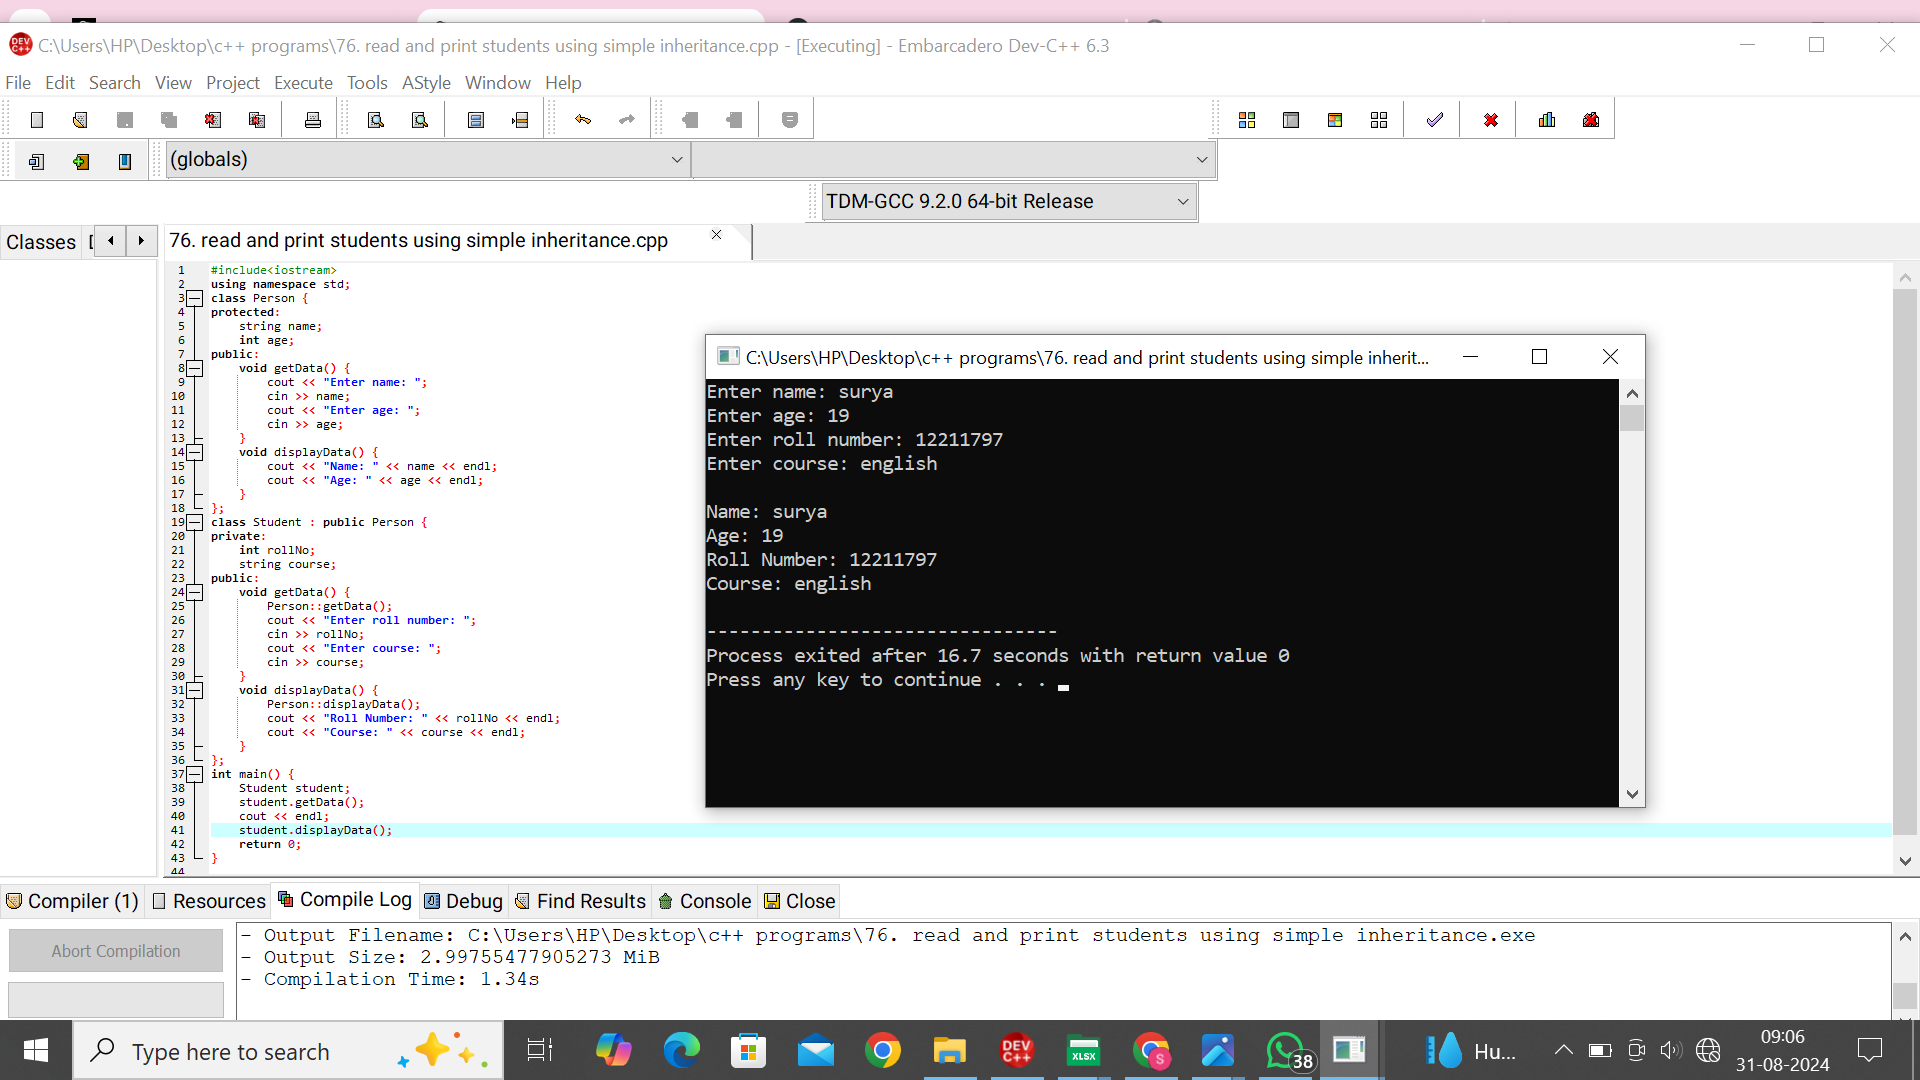 C:\Users\HP\Desktop\c++ programs\76. read and print students using simple inheritance.cpp - [Executing] - Embarcadero Dev-C++ 6.3
File Edit Search View Project Execute Tools AStyle Window Help
(globals)
TDM-GCC 9.2.0 64-bit Release
Classes
76. read and print students using simple inheritance.cpp
1 #include<iostream>
2 using namespace std;
3 class Person {
4 protected:
5     string name;
6     int age;
7 public:
8     void getData() {
9         cout << "Enter name: ";
10         cin >> name;
11         cout << "Enter age: ";
12         cin >> age;
13     }
14     void displayData() {
15         cout << "Name: " << name << endl;
16         cout << "Age: " << age << endl;
17     }
18 };
19 class Student : public Person {
20 private:
21     int rollNo;
22     string course;
23 public:
24     void getData() {
25         Person::getData();
26         cout << "Enter roll number: ";
27         cin >> rollNo;
28         cout << "Enter course: ";
29         cin >> course;
30     }
31     void displayData() {
32         Person::displayData();
33         cout << "Roll Number: " << rollNo << endl;
34         cout << "Course: " << course << endl;
35     }
36 };
37 int main() {
38     Student student;
39     student.getData();
40     cout << endl;
41     student.displayData();
42     return 0;
43 }
44
C:\Users\HP\Desktop\c++ programs\76. read and print students using simple inherit...
Enter name: surya
Enter age: 19
Enter roll number: 12211797
Enter course: english
Name: surya
Age: 19
Roll Number: 12211797
Course: english
--------------------------------
Process exited after 16.7 seconds with return value 0
Press any key to continue . . .
Compiler (1) Resources Compile Log Debug Find Results Console Close
Abort Compilation
- Output Filename: C:\Users\HP\Desktop\c++ programs\76. read and print students using simple inheritance.exe
- Output Size: 2.99755477905273 MiB
- Compilation Time: 1.34s
Type here to search
DEV C++
XLSX
S
38
Hu...
09:06
31-08-2024